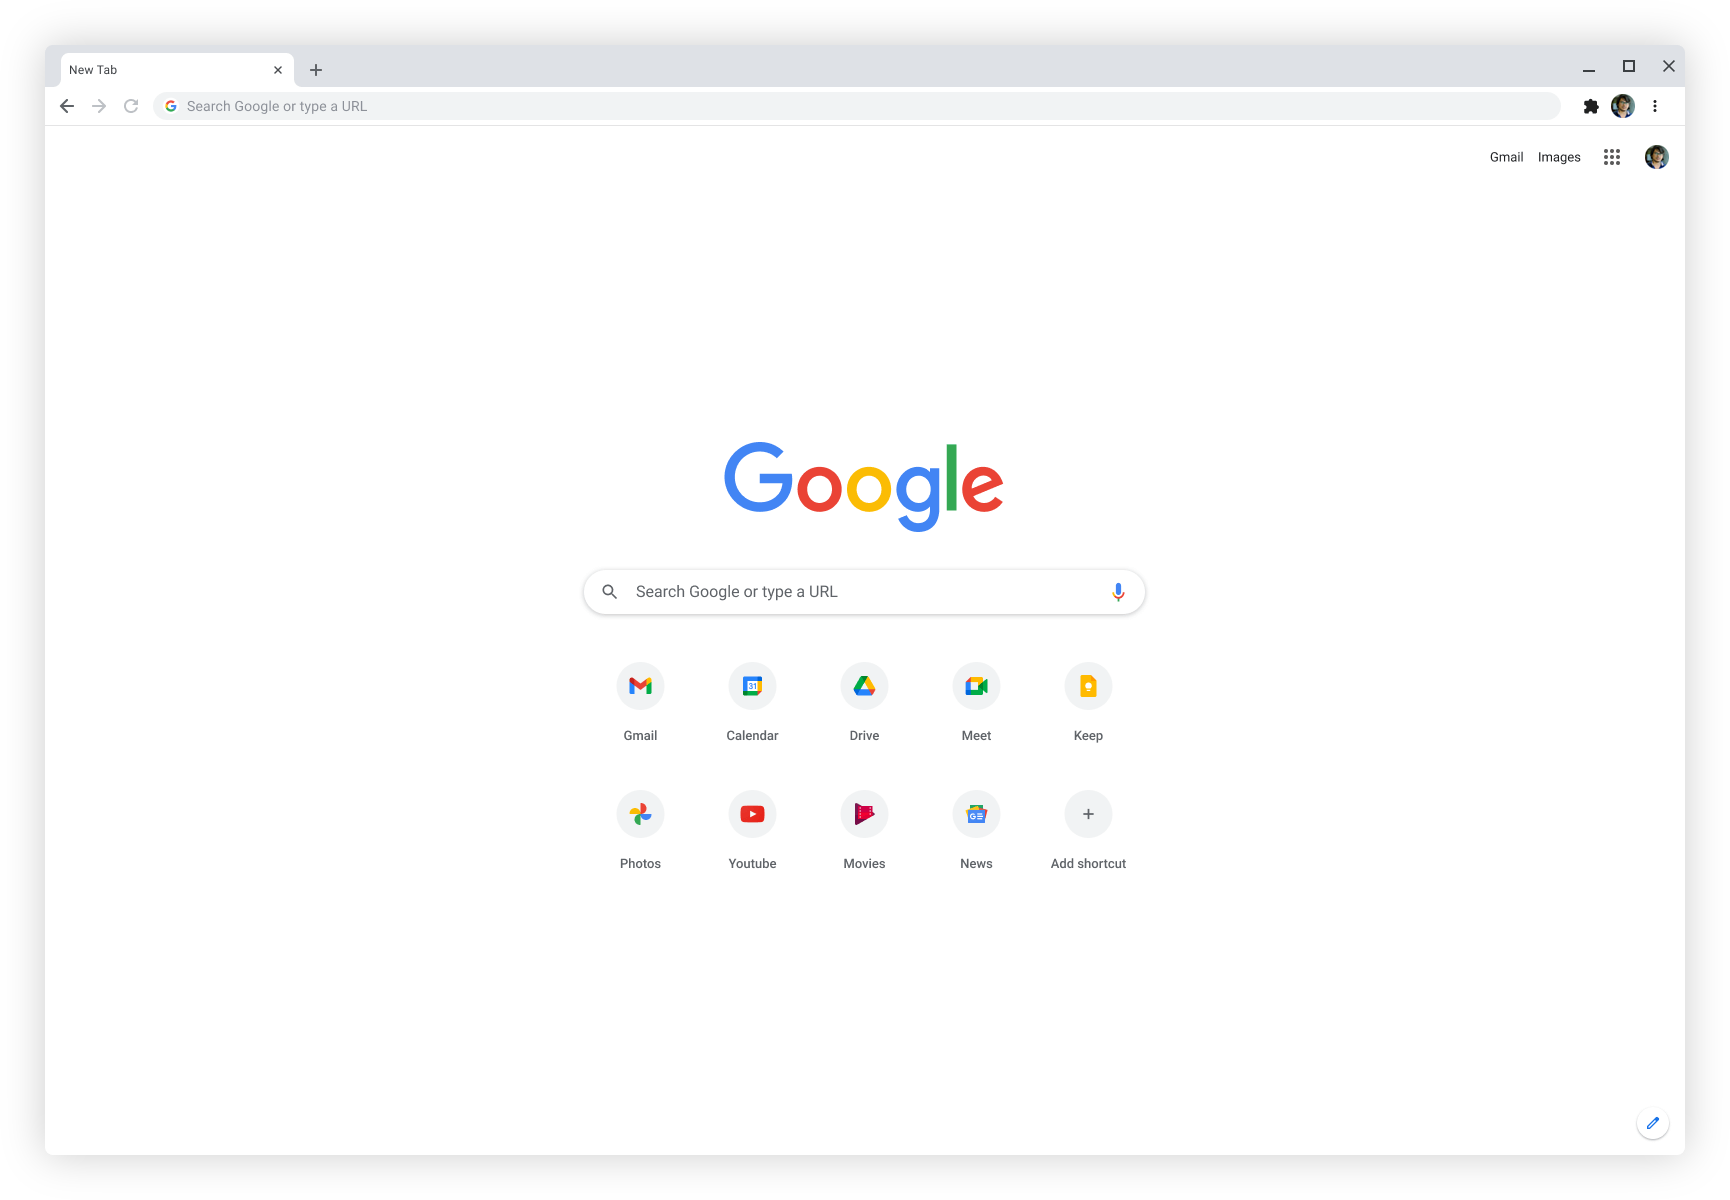 New Tab
Search Google or type a URL
Gmail Images
Google
Search Google or type a URL
Gmail Calendar Drive Meet Keep
Photos Youtube Movies News Add shortcut